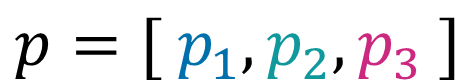 p = [ p₁, p₂, p₃ ]